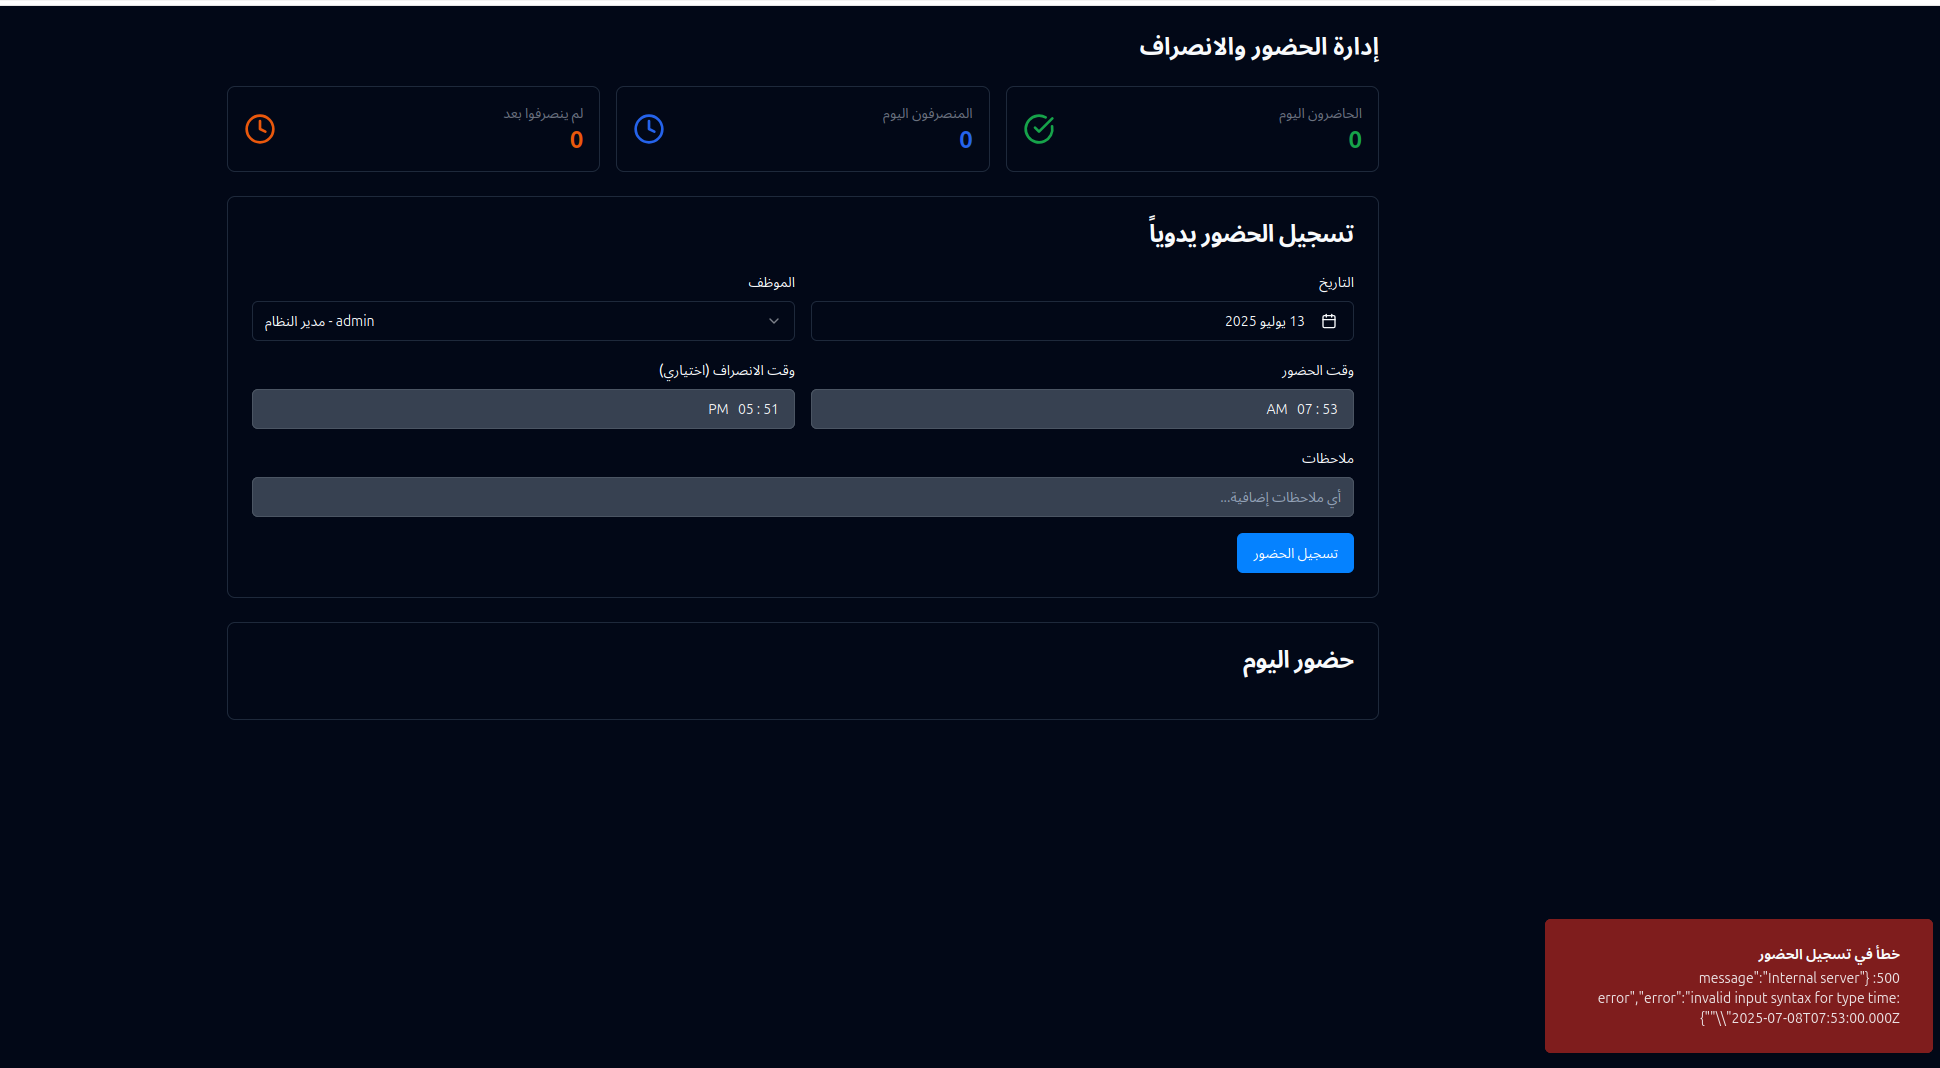 إدارة الحضور والانصراف
الحاضرون اليوم
0
المنصرفون اليوم
0
لم ينصرفوا بعد
0
تسجيل الحضور يدوياً
التاريخ
13 يوليو 2025
الموظف
admin - مدير النظام
وقت الحضور
07 : 53 AM
وقت الانصراف (اختياري)
05 : 51 PM
ملاحظات
أي ملاحظات إضافية...
تسجيل الحضور
حضور اليوم
خطأ في تسجيل الحضور
500: {"message":"Internal server
error","error":"invalid input syntax for type time:
\\"2025-07-08T07:53:00.000Z\""}